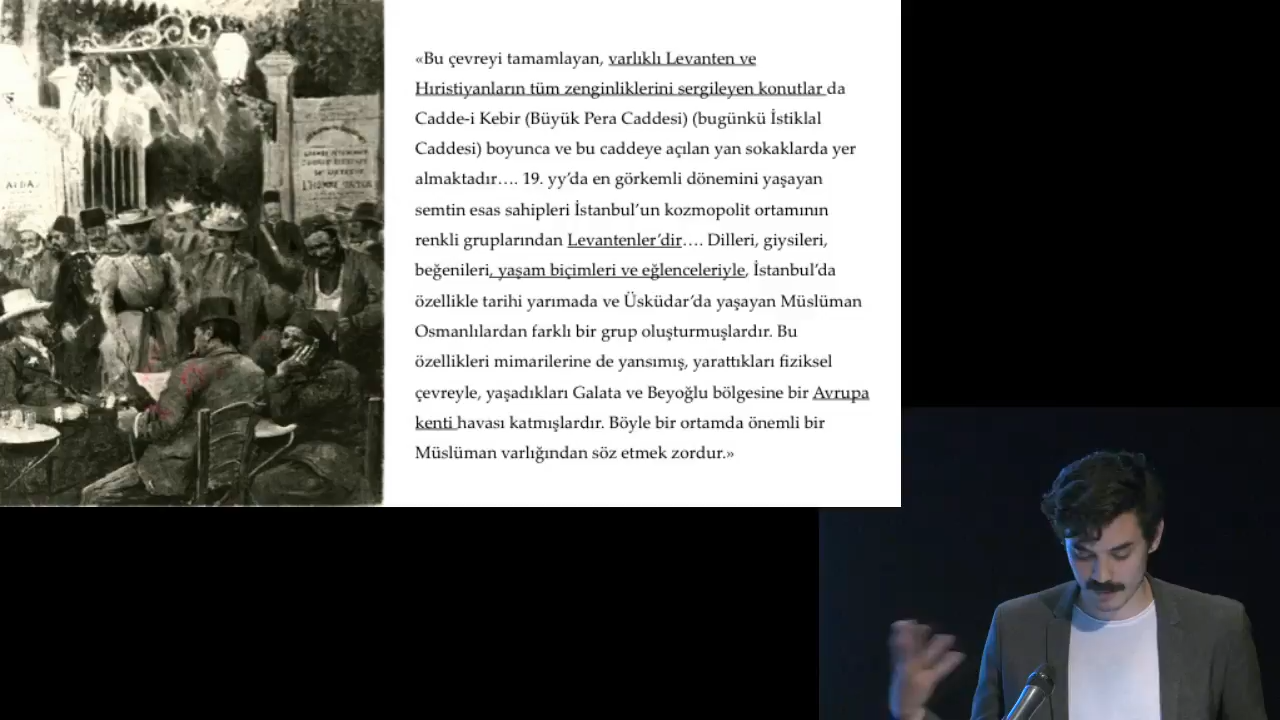 «Bu çevreyi tamamlayan, varlıklı Levanten ve
Hıristiyanların tüm zenginliklerini sergileyen konutlar da
Cadde-i Kebir (Büyük Pera Caddesi) (bugünkü İstiklal
Caddesi) boyunca ve bu caddeye açılan yan sokaklarda yer
almaktadır…. 19. yy’da en görkemli dönemini yaşayan
semtin esas sahipleri İstanbul’un kozmopolit ortamının
renkli gruplarından Levantenler’dir…. Dilleri, giysileri,
beğenileri, yaşam biçimleri ve eğlenceleriyle, İstanbul’da
özellikle tarihi yarımada ve Üsküdar’da yaşayan Müslüman
Osmanlılardan farklı bir grup oluşturmuşlardır. Bu
özellikleri mimarilerine de yansımış, yarattıkları fiziksel
çevreyle, yaşadıkları Galata ve Beyoğlu bölgesine bir Avrupa
kenti havası katmışlardır. Böyle bir ortamda önemli bir
Müslüman varlığından söz etmek zordur.»